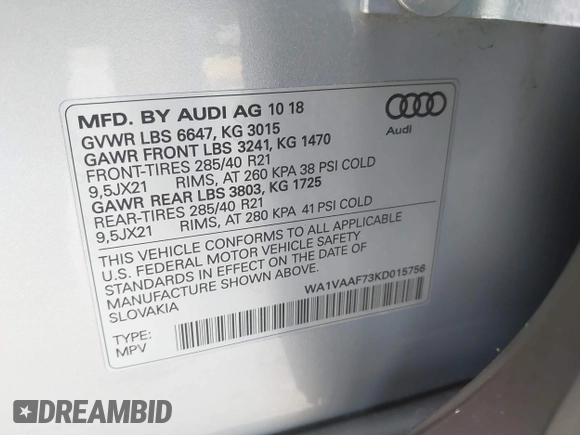 MFD. BY AUDI AG 10 18
GVWR LBS 6647, KG 3015
GAWR FRONT LBS 3241, KG 1470
FRONT-TIRES 285/40 R21
9,5JX21 RIMS, AT 260 KPA 38 PSI COLD
GAWR REAR LBS 3803, KG 1725
REAR-TIRES 285/40 R21
9,5JX21 RIMS, AT 280 KPA 41 PSI COLD
Audi
THIS VEHICLE CONFORMS TO ALL APPLICABLE
U.S. FEDERAL MOTOR VEHICLE SAFETY
STANDARDS IN EFFECT ON THE DATE OF
MANUFACTURE SHOWN ABOVE.
SLOVAKIA
WA1VAAF73KD015756
TYPE:
MPV
DREAMBID